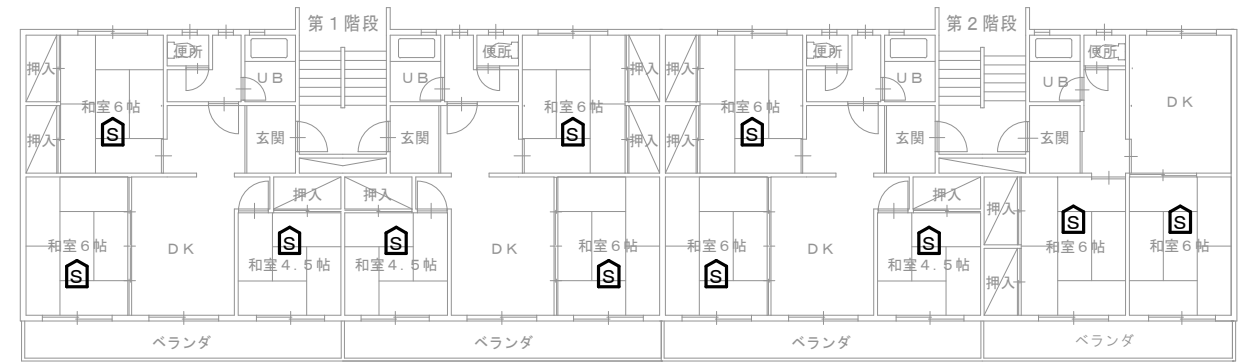 第1階段
第2階段
便所
便所
便所
便所
UB
UB
UB
UB
押入
和室6帖
和室6帖
押入
押入
和室6帖
DK
S
S
S
押入
玄関
玄関
押入
押入
玄関
玄関
押入
押入
押入
押入
S
S
S
S
S
和室6帖
DK
和室4.5帖
和室4.5帖
DK
和室6帖
和室6帖
DK
和室4.5帖
和室6帖
和室6帖
S
S
S
押入
ベランダ
ベランダ
ベランダ
ベランダ